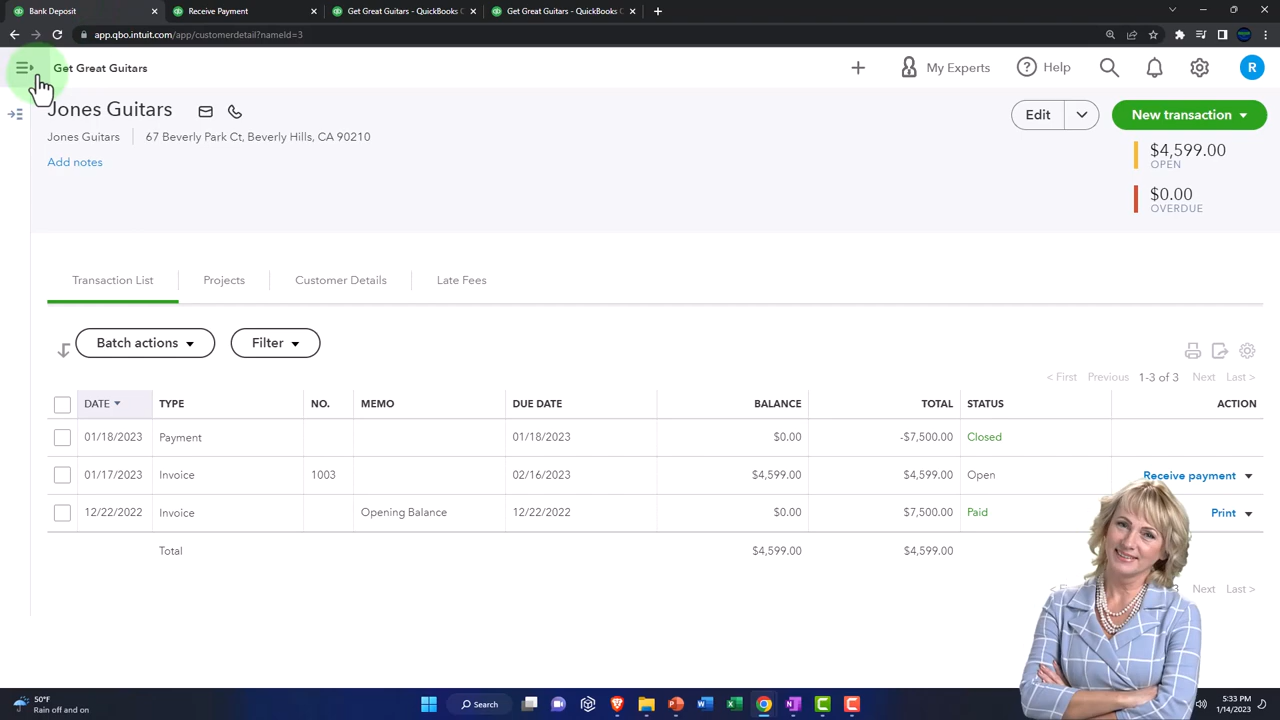 Bank Deposit × Receive Payment × Get Great Guitars - QuickBooks C × Get Great Guitars - QuickBooks C × +
app.qbo.intuit.com/app/customerdetail?nameId=3
Get Great Guitars My Experts Help R
Jones Guitars Edit New transaction
Jones Guitars 67 Beverly Park Ct, Beverly Hills, CA 90210
Add notes
$4,599.00
OPEN
$0.00
OVERDUE
Transaction List Projects Customer Details Late Fees
Batch actions Filter
< First Previous 1-3 of 3 Next Last >
DATE TYPE NO. MEMO DUE DATE BALANCE TOTAL STATUS ACTION
01/18/2023 Payment 01/18/2023 $0.00 -$7,500.00 Closed
01/17/2023 Invoice 1003 02/16/2023 $4,599.00 $4,599.00 Open Receive payment
12/22/2022 Invoice Opening Balance 12/22/2022 $0.00 $7,500.00 Paid Print
Total $4,599.00 $4,599.00
Next Last >
50°F Search 5:33 PM
Rain off and on 1/14/2023